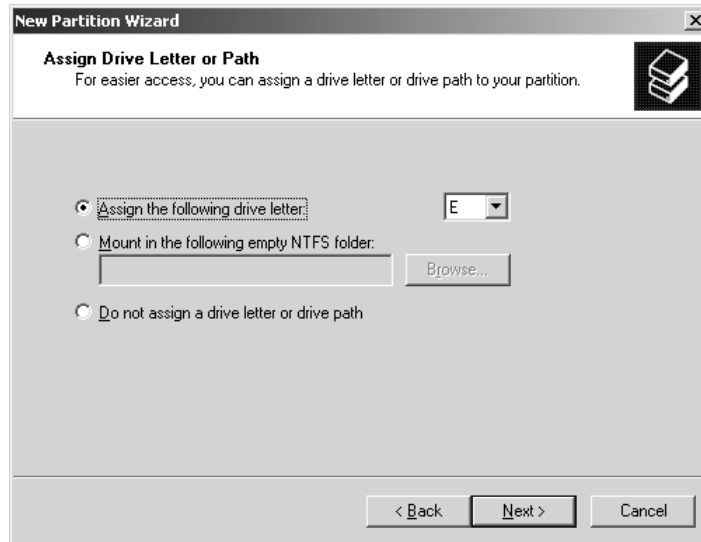 New Partition Wizard
Assign Drive Letter or Path
For easier access, you can assign a drive letter or drive path to your partition.
Assign the following drive letter:
E
Mount in the following empty NTFS folder:
Browse...
Do not assign a drive letter or drive path
< Back
Next >
Cancel